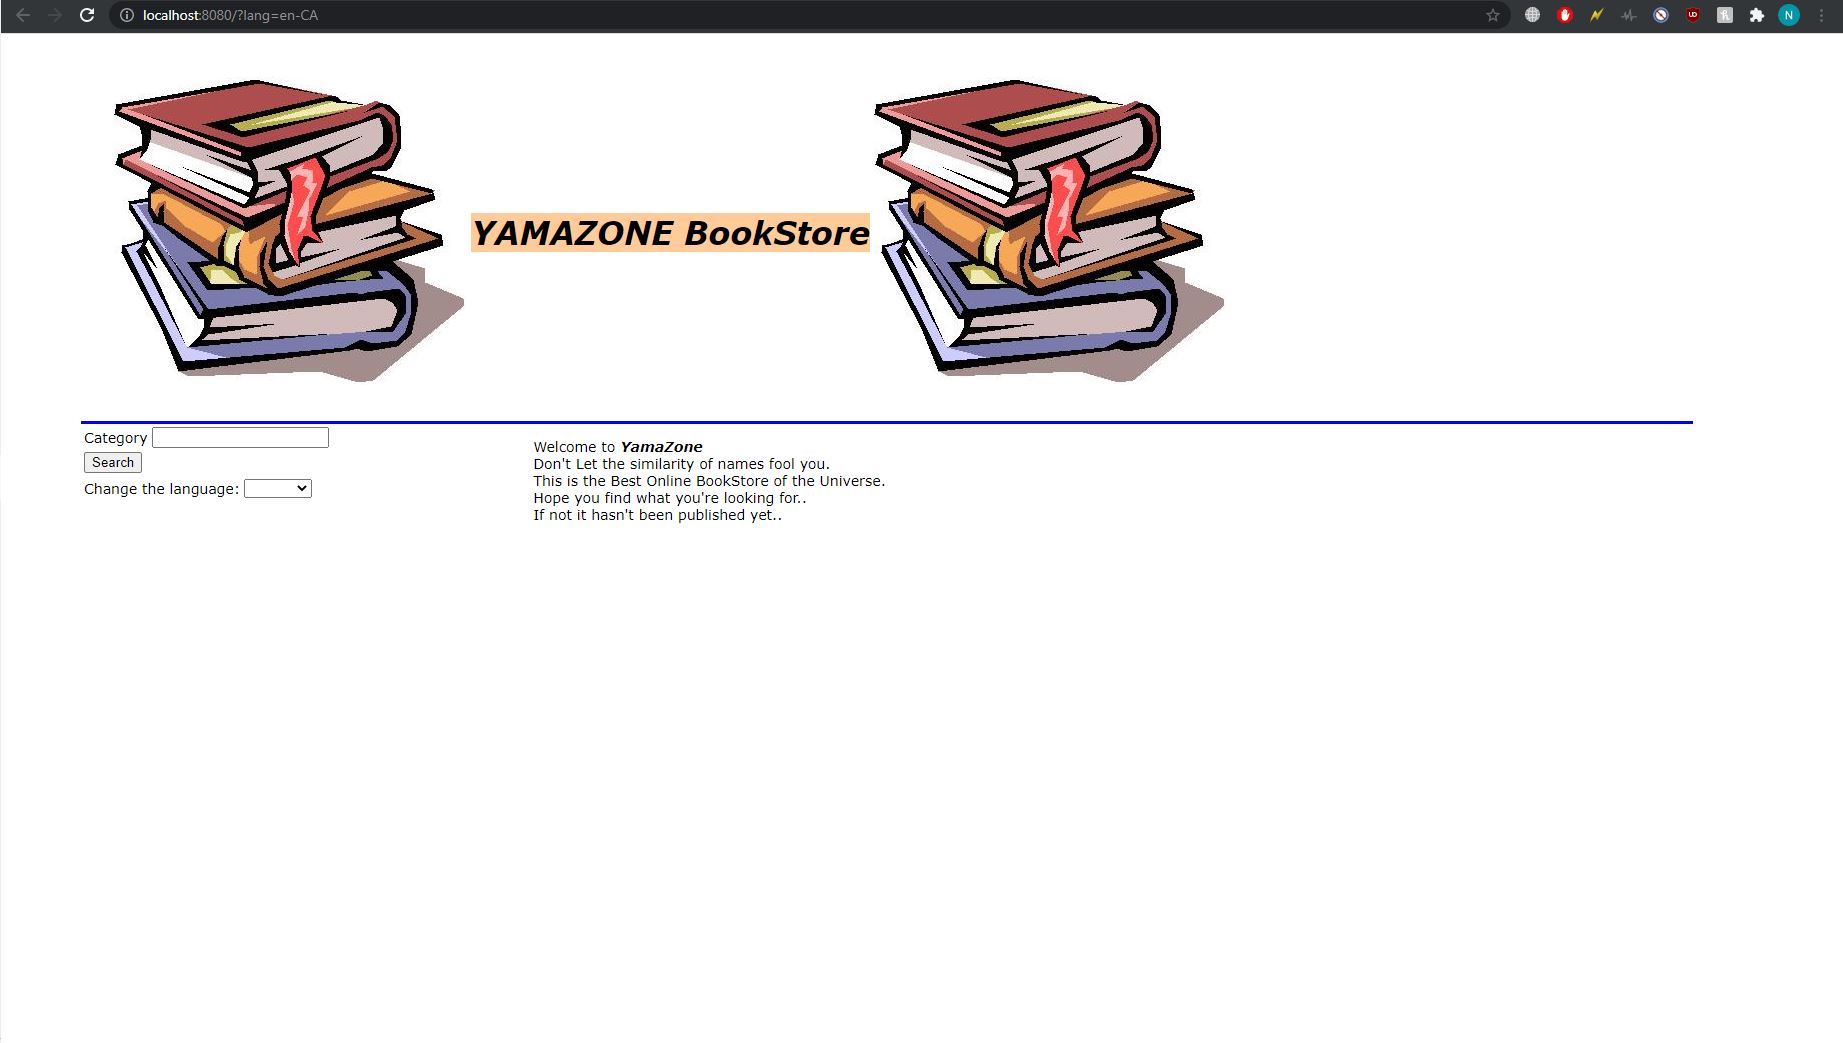 localhost:8080/?lang=en-CA
N
YAMAZONE BookStore
Category
Search
Change the language:
Welcome to YamaZone
Don't Let the similarity of names fool you.
This is the Best Online BookStore of the Universe.
Hope you find what you're looking for..
If not it hasn't been published yet..